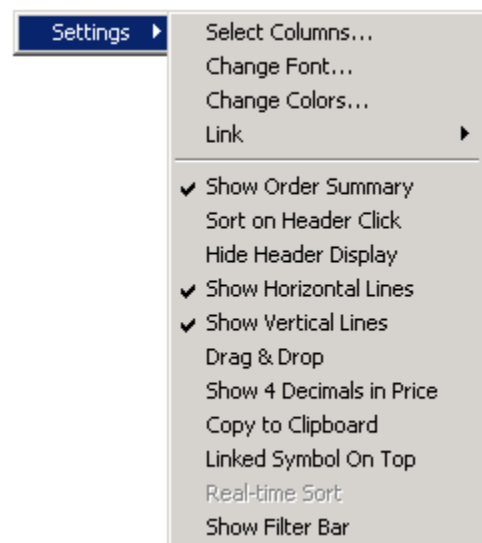 Settings
Select Columns...
Change Font...
Change Colors...
Link
Show Order Summary
Sort on Header Click
Hide Header Display
Show Horizontal Lines
Show Vertical Lines
Drag & Drop
Show 4 Decimals in Price
Copy to Clipboard
Linked Symbol On Top
Real-time Sort
Show Filter Bar